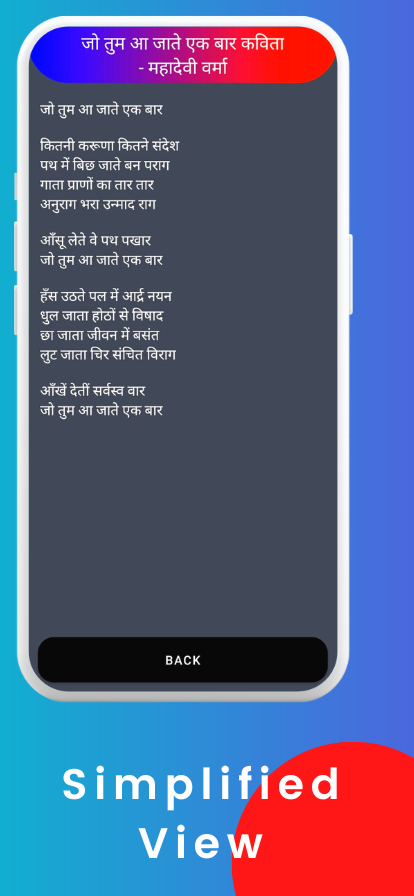 जो तुम आ जाते एक बार कविता
- महादेवी वर्मा
जो तुम आ जाते एक बार
कितनी करूणा कितने संदेश
पथ में बिछ जाते बन पराग
गाता प्राणों का तार तार
अनुराग भरा उन्माद राग
आँसू लेते वे पथ पखार
जो तुम आ जाते एक बार
हँस उठते पल में आर्द्र नयन
धुल जाता होठों से विषाद
छा जाता जीवन में बसंत
लुट जाता चिर संचित विराग
आँखें देतीं सर्वस्व वार
जो तुम आ जाते एक बार
BACK
Simplified
View